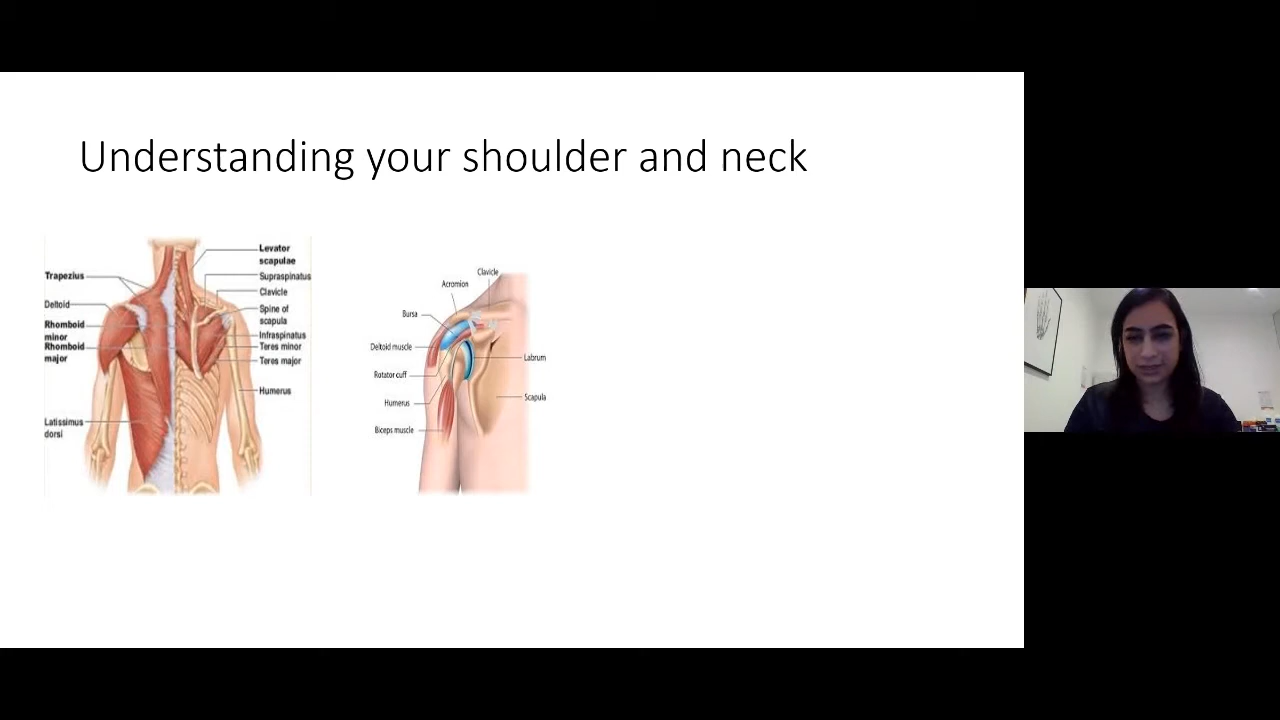 Understanding your shoulder and neck
Trapezius
Deltoid
Rhomboid
minor
Rhomboid
major
Latissimus
dorsi
Levator
scapulae
Supraspinatus
Clavicle
Spine of
scapula
Infraspinatus
Teres minor
Teres major
Humerus
Clavicle
Acromion
Bursa
Deltoid muscle
Rotator cuff
Humerus
Biceps muscle
Labrum
Scapula